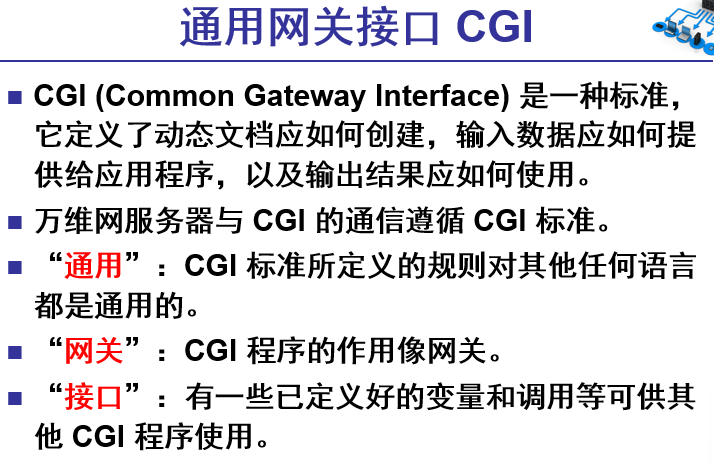 通用网关接口 CGI
CGI (Common Gateway Interface) 是一种标准，
它定义了动态文档应如何创建，输入数据应如何提
供给应用程序，以及输出结果应如何使用。
万维网服务器与 CGI 的通信遵循 CGI 标准。
“通用”：CGI 标准所定义的规则对其他任何语言
都是通用的。
“网关”：CGI 程序的作用像网关。
“接口”：有一些已定义好的变量和调用等可供其
他 CGI 程序使用。